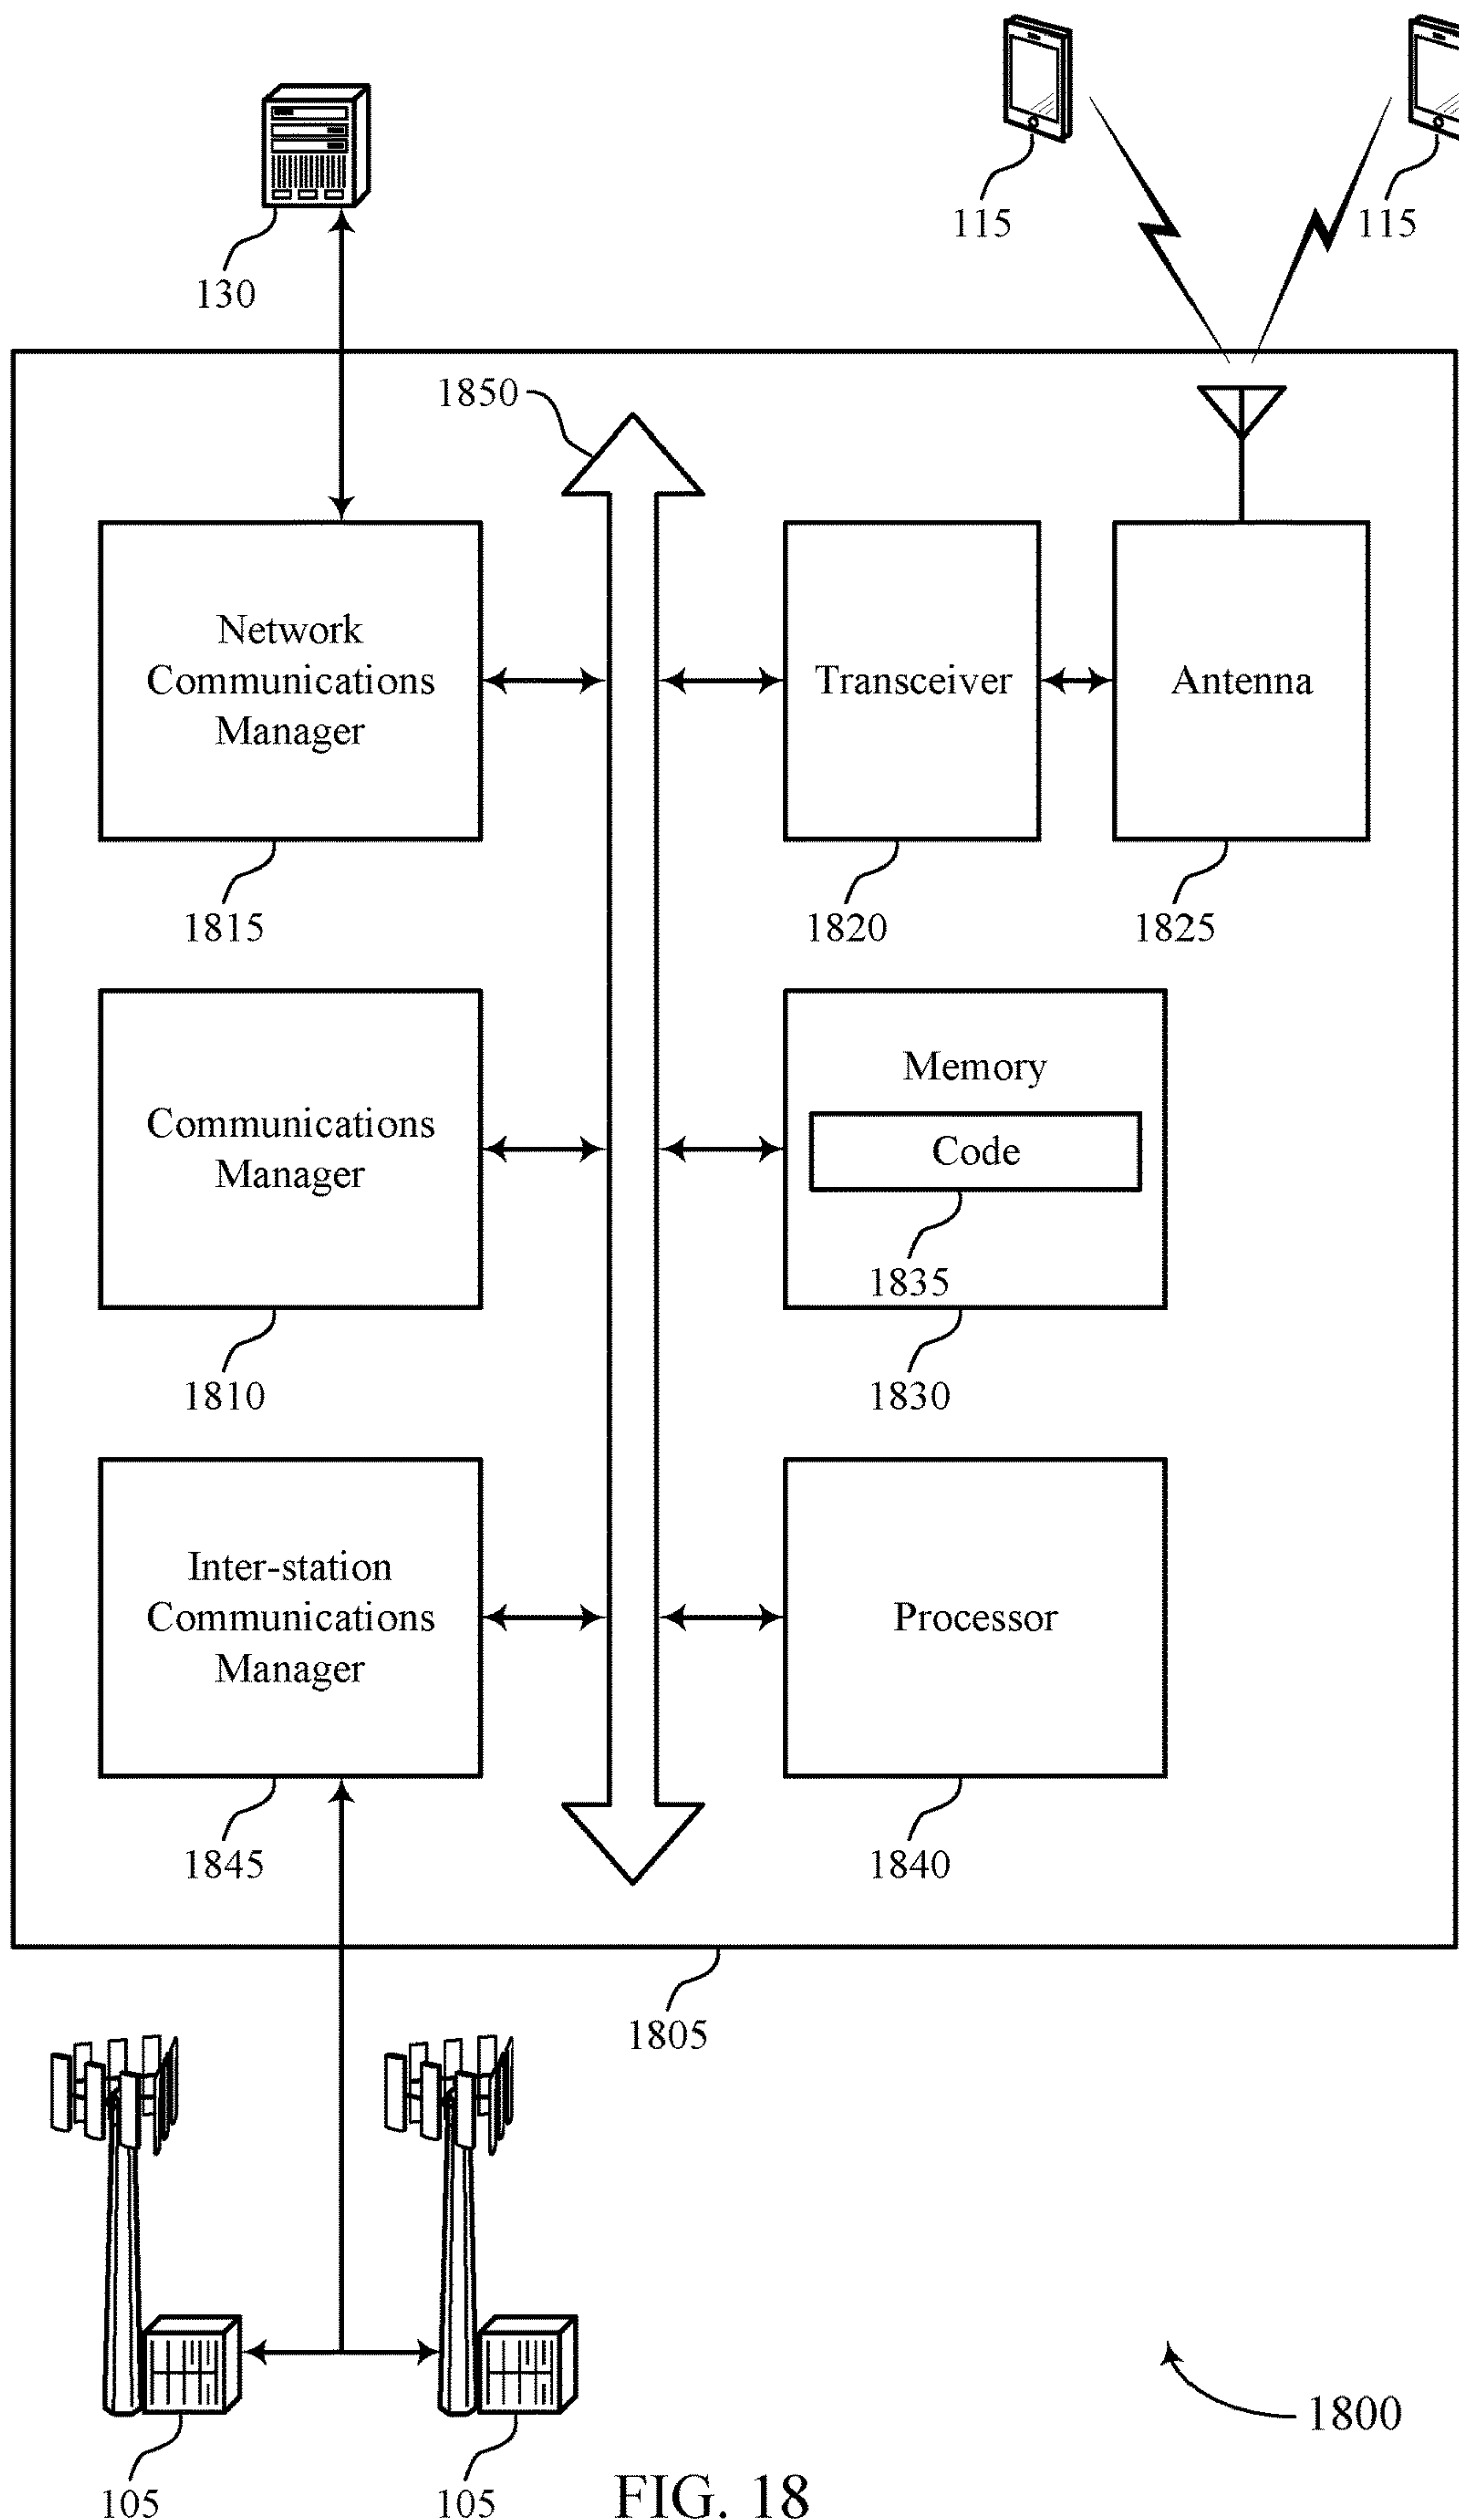 115
115
130
1850
Network
Communications
Manager
Transceiver
Antenna
1815
1820
1825
Communications
Manager
Memory
Code
1835
1810
1830
Inter-station
Communications
Manager
Processor
1845
1840
1805
1800
105
105
FIG. 18